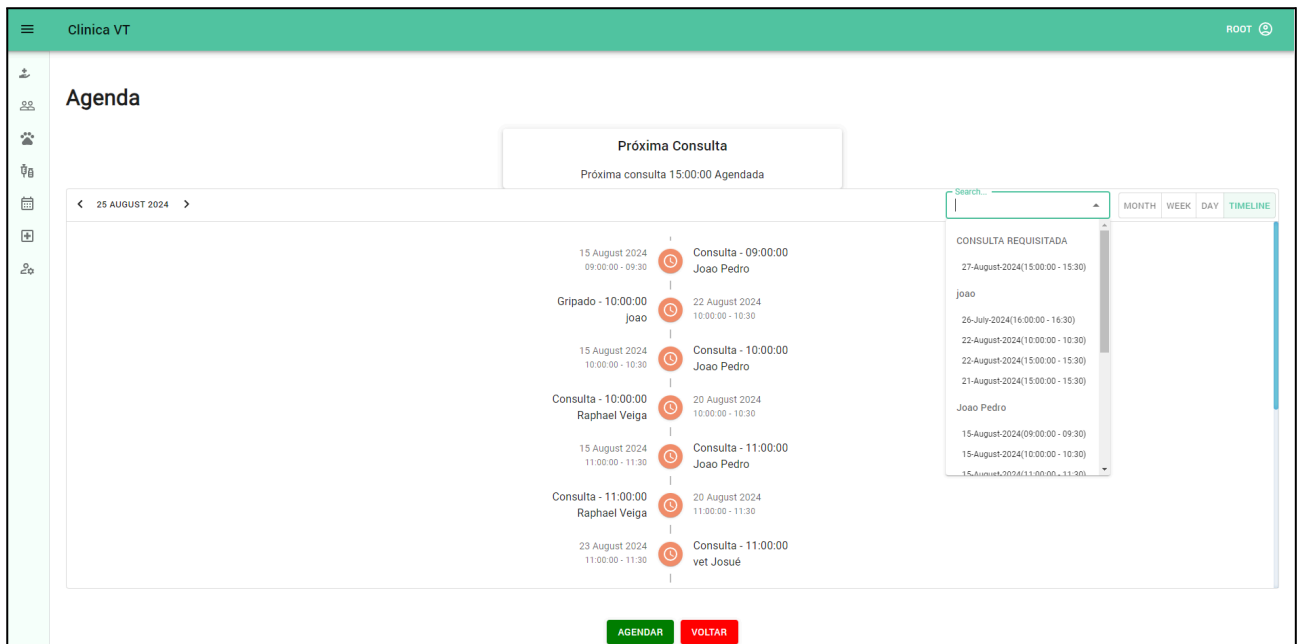 Clinica VT
ROOT
Agenda
Próxima Consulta
Próxima consulta 15:00:00 Agendada
25 AUGUST 2024
Search...
MONTH WEEK DAY TIMELINE
15 August 2024
09:00:00 - 09:30
Consulta - 09:00:00
Joao Pedro
Gripado - 10:00:00
joao
22 August 2024
10:00:00 - 10:30
15 August 2024
10:00:00 - 10:30
Consulta - 10:00:00
Joao Pedro
Consulta - 10:00:00
Raphael Veiga
20 August 2024
10:00:00 - 10:30
15 August 2024
11:00:00 - 11:30
Consulta - 11:00:00
Joao Pedro
Consulta - 11:00:00
Raphael Veiga
20 August 2024
11:00:00 - 11:30
23 August 2024
11:00:00 - 11:30
Consulta - 11:00:00
vet Josué
CONSULTA REQUISITADA
27-August-2024(15:00:00 - 15:30)
joao
26-July-2024(16:00:00 - 16:30)
22-August-2024(10:00:00 - 10:30)
22-August-2024(15:00:00 - 15:30)
21-August-2024(15:00:00 - 15:30)
Joao Pedro
15-August-2024(09:00:00 - 09:30)
15-August-2024(10:00:00 - 10:30)
15-August-2024(11:00:00 - 11:30)
AGENDAR
VOLTAR